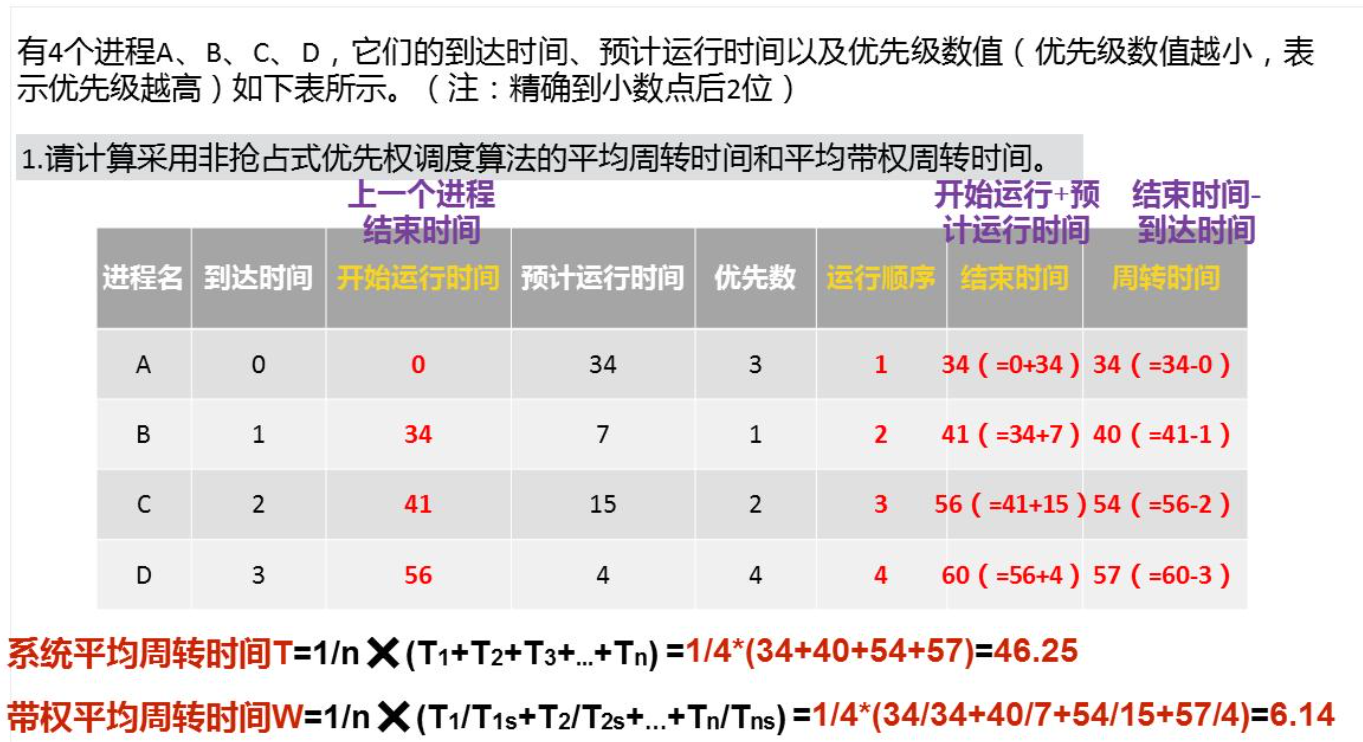 有4个进程A、B、C、D，它们的到达时间、预计运行时间以及优先级数值（优先级数值越小，表
示优先级越高）如下表所示。（注：精确到小数点后2位）
1.请计算采用非抢占式优先权调度算法的平均周转时间和平均带权周转时间。
上一个进程 开始运行+预 结束时间-
结束时间 计运行时间 到达时间
进程名 到达时间 开始运行时间 预计运行时间 优先数 运行顺序 结束时间 周转时间
A 0 0 34 3 1 34（=0+34） 34（=34-0）
B 1 34 7 1 2 41（=34+7） 40（=41-1）
C 2 41 15 2 3 56（=41+15） 54（=56-2）
D 3 56 4 4 4 60（=56+4） 57（=60-3）
系统平均周转时间T=1/n×(T1+T2+T3+...+Tn)=1/4*(34+40+54+57)=46.25
带权平均周转时间W=1/n×(T1/T1s+T2/T2s+...+Tn/Tns)=1/4*(34/34+40/7+54/15+57/4)=6.14